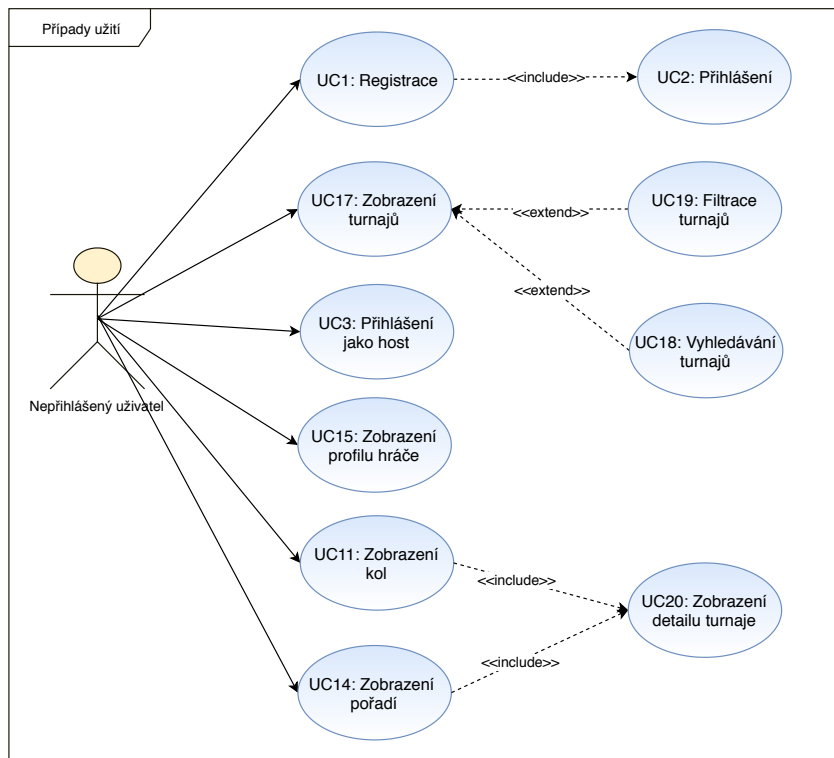 Případy užití
UC1: Registrace
<<include>>
UC2: Přihlášení
UC17: Zobrazení
turnajů
<<extend>>
UC19: Filtrace
turnajů
<<extend>>
UC3: Přihlášení
jako host
UC18: Vyhledávání
turnajů
Nepřihlášený uživatel
UC15: Zobrazení
profilu hráče
UC11: Zobrazení
kol
<<include>>
UC20: Zobrazení
detailu turnaje
<<include>>
UC14: Zobrazení
pořadí